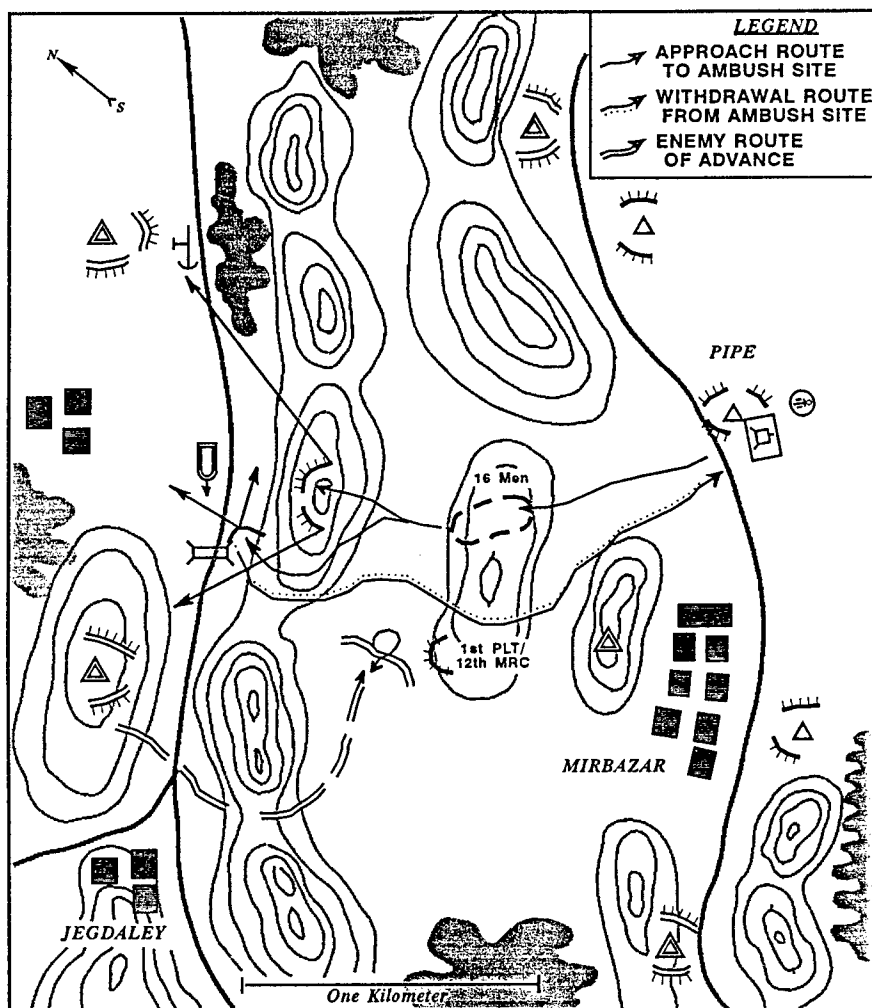 LEGEND
APPROACH ROUTE
TO AMBUSH SITE
WITHDRAWAL ROUTE
FROM AMBUSH SITE
ENEMY ROUTE
OF ADVANCE
N
S
PIPE
16 Men
1st PLT/
12th MRC
MIRBAZAR
JEGDALEY
One Kilometer